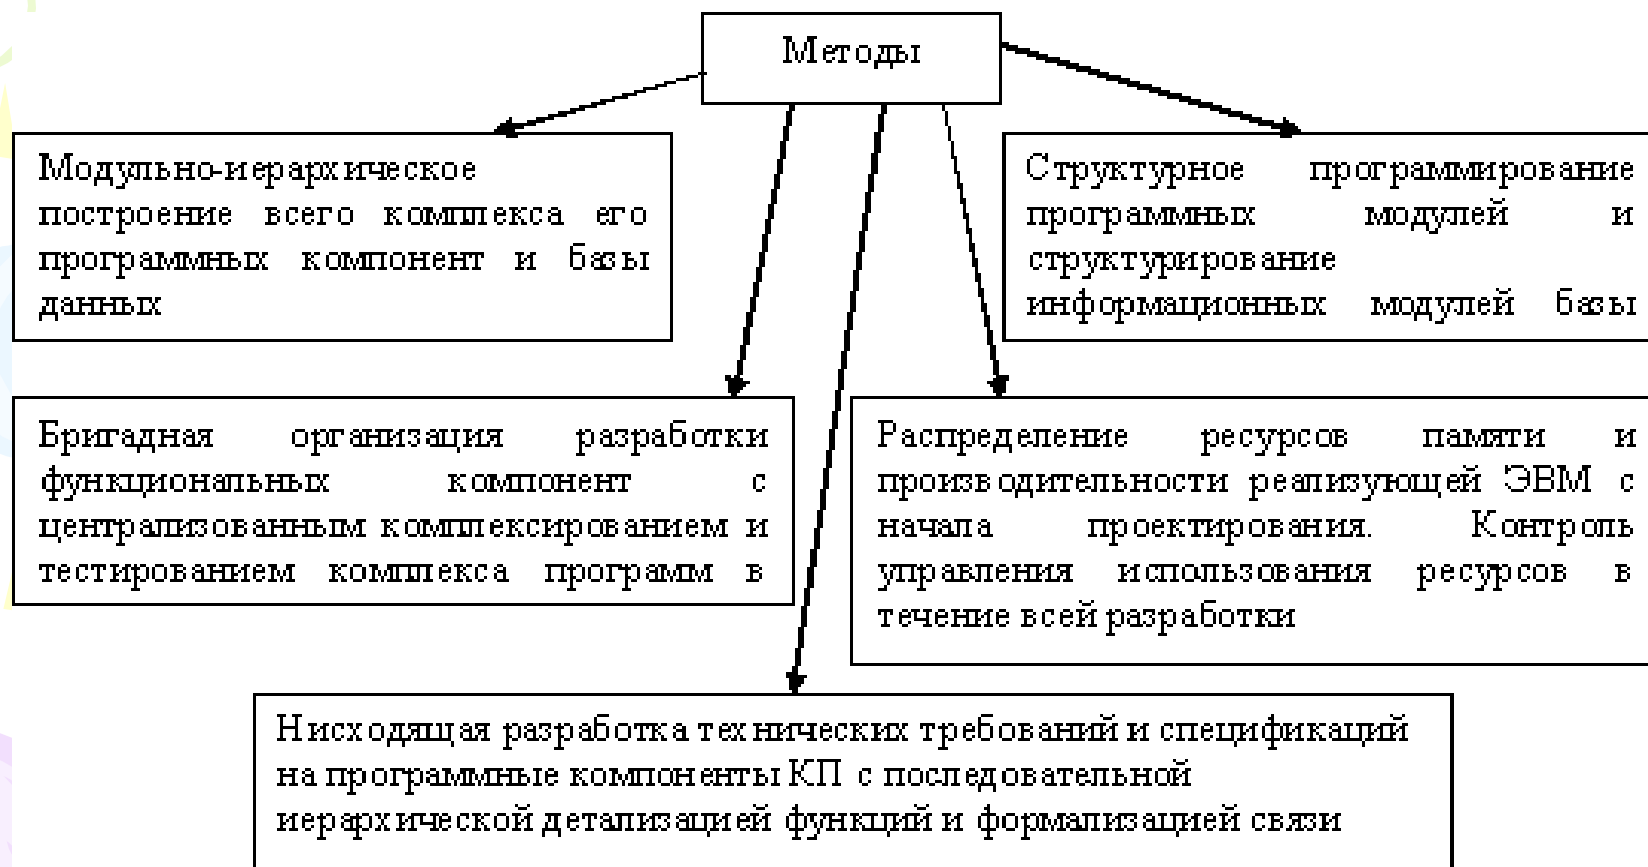 Методы
Модульно-иерархическое
построение всего комплекса его
программных компонент и базы
данных
Структурное программирование
программных модулей и
структурирование
информационных модулей базы
Бригадная организация разработки
функциональных компонент с
централизованным комплексированием и
тестированием комплекса программ в
Распределение ресурсов памяти и
производительности реализующей ЭВМ с
начала проектирования. Контроль
управления использования ресурсов в
течение всей разработки
Нисходящая разработка технических требований и спецификаций
на программные компоненты КП с последовательной
иерархической детализацией функций и формализацией связи